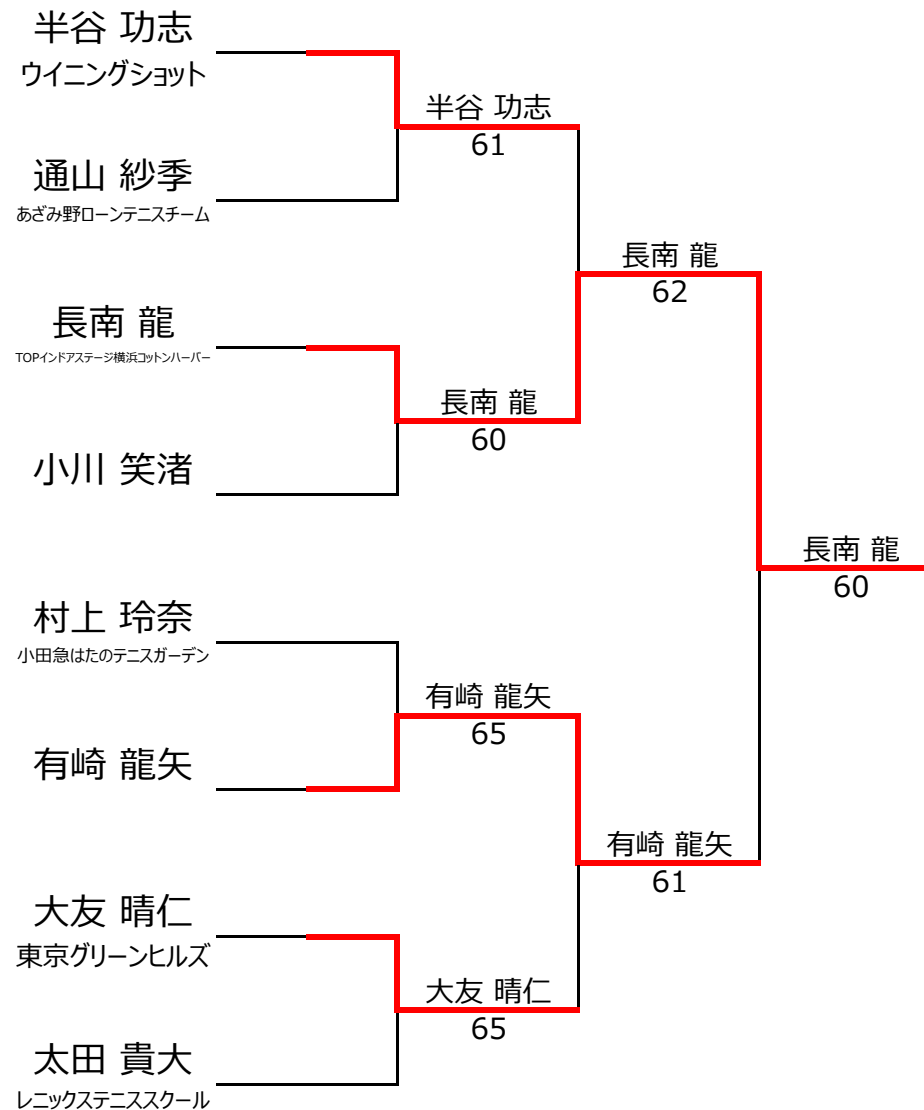 半谷 功志
ウイニングショット
半谷 功志
61
通山 紗季
あざみ野ローンテニスチーム
長南 龍
62
長南 龍
TOPインドアステージ横浜コットンハーバー
長南 龍
60
小川 笑渚
長南 龍
60
村上 玲奈
小田急はたのテニスガーデン
有崎 龍矢
65
有崎 龍矢
有崎 龍矢
61
大友 晴仁
東京グリーンヒルズ
大友 晴仁
65
太田 貴大
レニックステニススクール